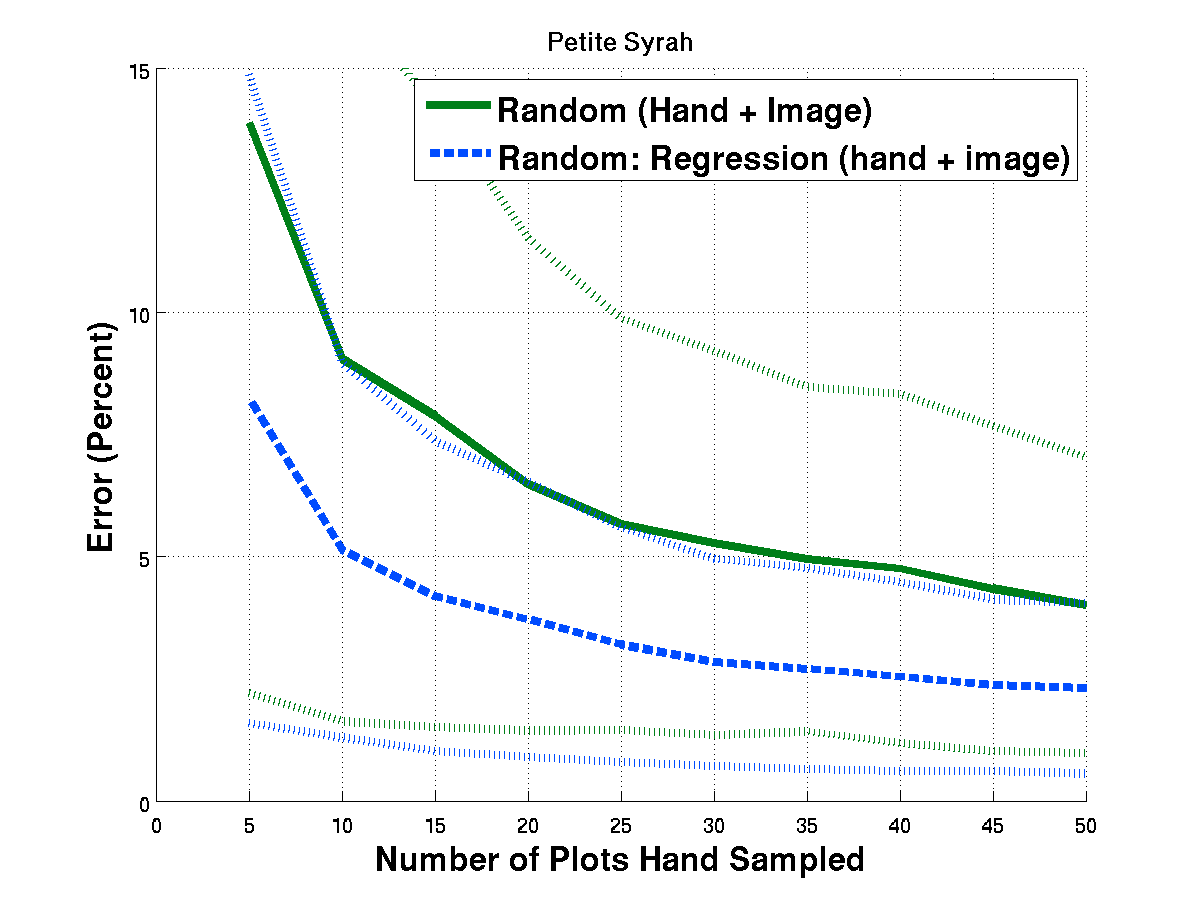 Petite Syrah
15
10
5
0
Error (Percent)
Random (Hand + Image)
Random: Regression (hand + image)
0 5 10 15 20 25 30 35 40 45 50
Number of Plots Hand Sampled